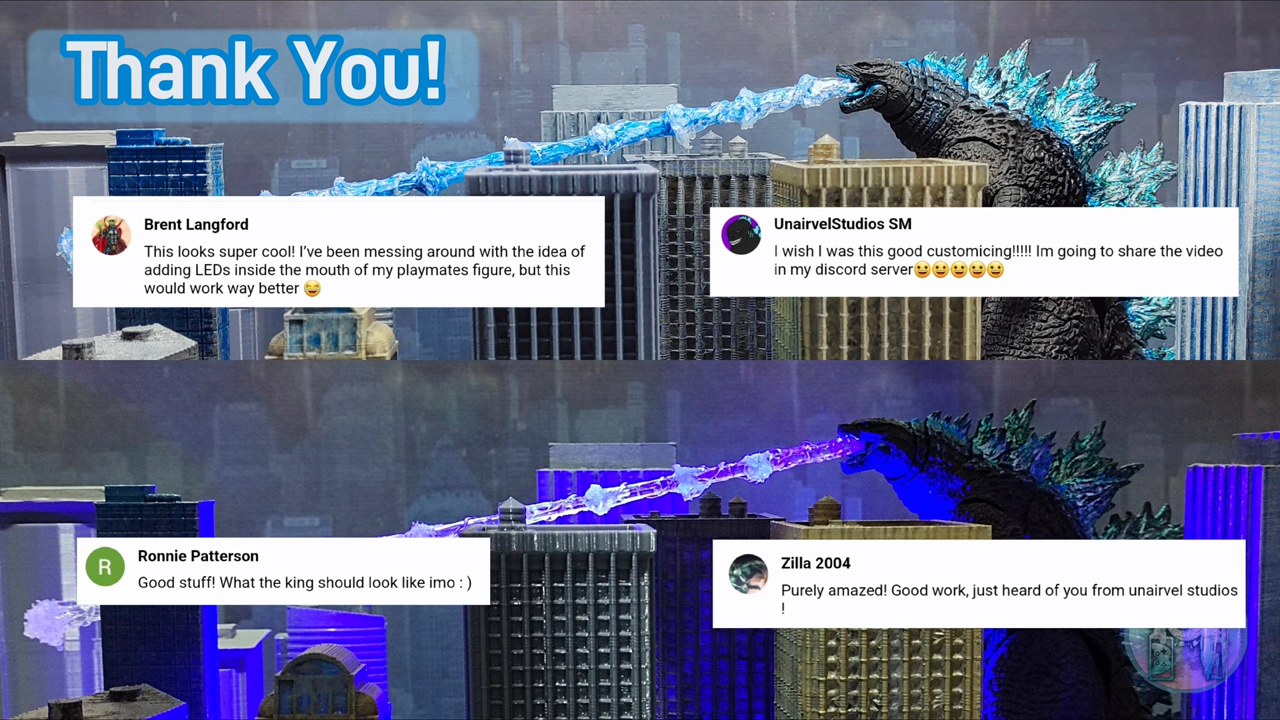 Thank You!
Brent Langford
This looks super cool! I've been messing around with the idea of
adding LEDs inside the mouth of my playmates figure, but this
would work way better 😂
UnairvelStudios SM
I wish I was this good customicing!!!!! Im going to share the video
in my discord server😀😀😀😀😀
R
Ronnie Patterson
Good stuff! What the king should look like imo : )
Zilla 2004
Purely amazed! Good work, just heard of you from unairvel studios
!